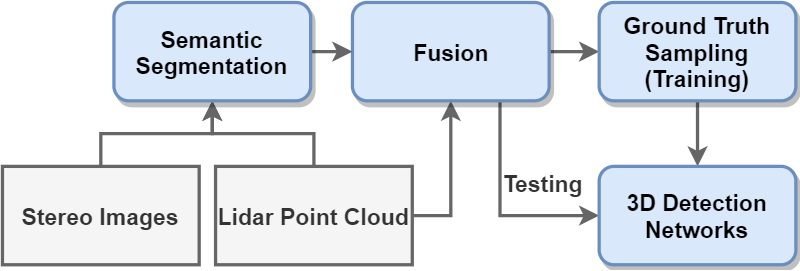 Semantic
Segmentation
Fusion
Ground Truth
Sampling
(Training)
Stereo Images
Lidar Point Cloud
Testing
3D Detection
Networks